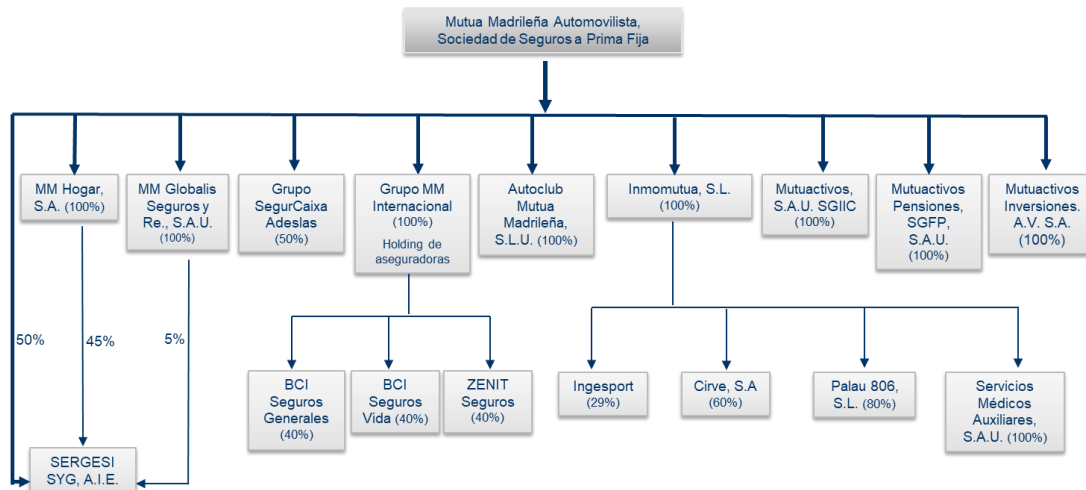 Mutua Madrileña Automovilista,
Sociedad de Seguros a Prima Fija
MM Hogar,
S.A. (100%)
MM Globalis
Seguros y
Re., S.A.U.
(100%)
Grupo
SegurCaixa
Adeslas
(50%)
Grupo MM
Internacional
(100%)
Holding de
aseguradoras
Autoclub
Mutua
Madrileña,
S.L.U. (100%)
Inmomutua, S.L.
(100%)
Mutuactivos,
S.A.U. SGIIC
(100%)
Mutuactivos
Pensiones,
SGFP,
S.A.U.
(100%)
Mutuactivos
Inversiones.
A.V. S.A.
(100%)
50%
45%
5%
BCI
Seguros
Generales
(40%)
BCI
Seguros
Vida (40%)
ZENIT
Seguros
(40%)
Ingesport
(29%)
Cirve, S.A
(60%)
Palau 806,
S.L. (80%)
Servicios
Médicos
Auxiliares,
S.A.U. (100%)
SERGESI
SYG, A.I.E.